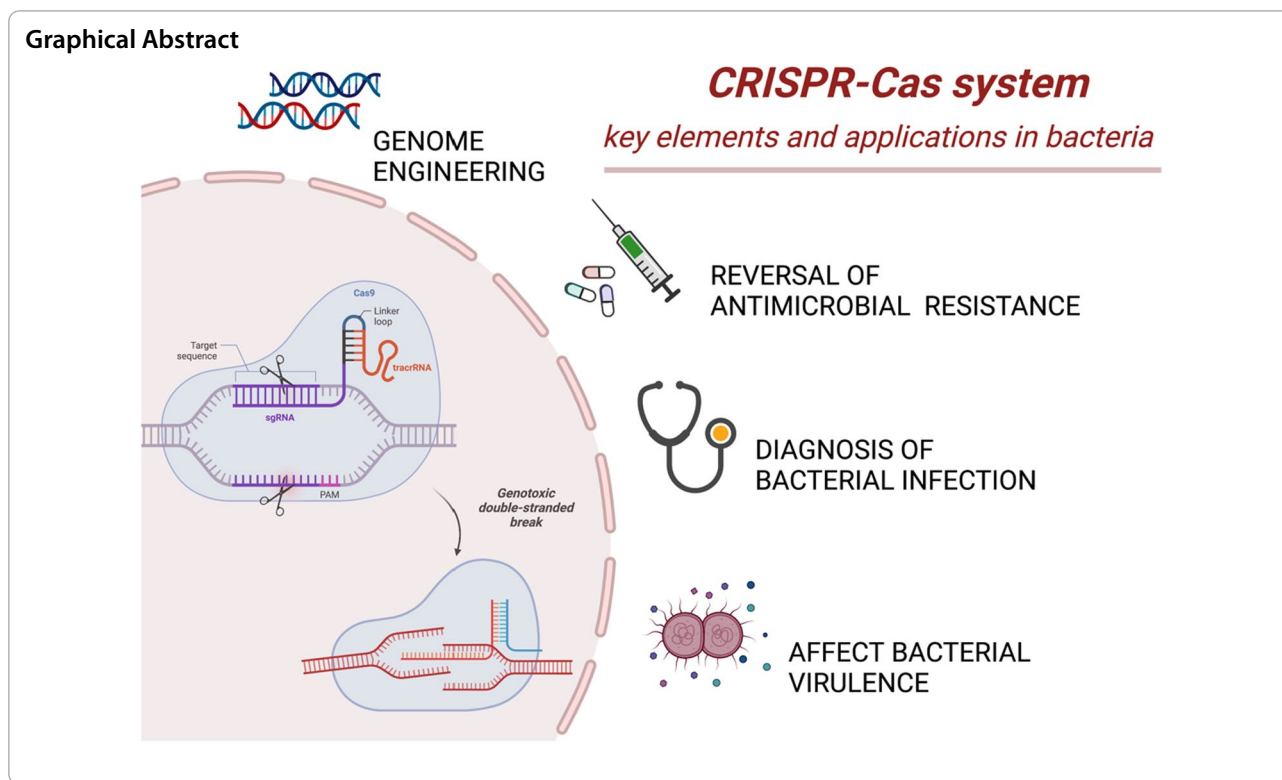 Graphical Abstract
CRISPR-Cas system
key elements and applications in bacteria
GENOME
ENGINEERING
REVERSAL OF
ANTIMICROBIAL RESISTANCE
DIAGNOSIS OF
BACTERIAL INFECTION
AFFECT BACTERIAL
VIRULENCE
Cas9
Linker
loop
Target
sequence
tracrRNA
sgRNA
PAM
Genotoxic
double-stranded
break